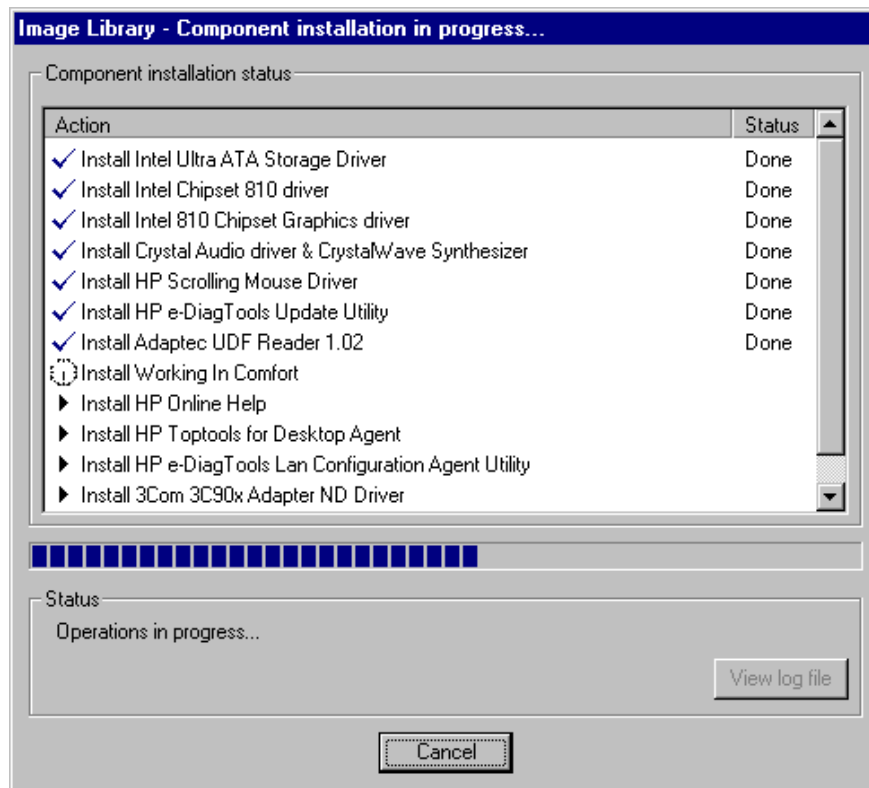 Image Library - Component installation in progress...
Component installation status
Action Status
Install Intel Ultra ATA Storage Driver Done
Install Intel Chipset 810 driver Done
Install Intel 810 Chipset Graphics driver Done
Install Crystal Audio driver & CrystalWave Synthesizer Done
Install HP Scrolling Mouse Driver Done
Install HP e-DiagTools Update Utility Done
Install Adaptec UDF Reader 1.02 Done
Install Working In Comfort
Install HP Online Help
Install HP Toptools for Desktop Agent
Install HP e-DiagTools Lan Configuration Agent Utility
Install 3Com 3C90x Adapter ND Driver
Status
Operations in progress...
View log file
Cancel